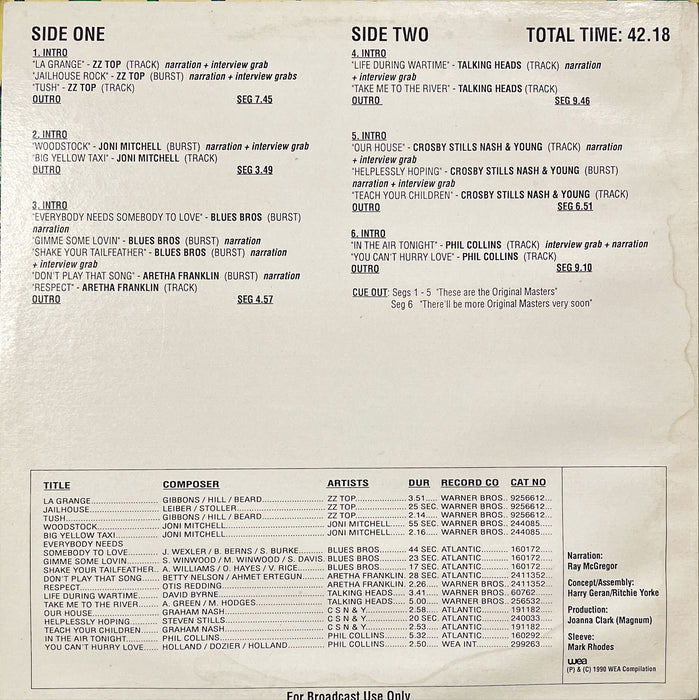 SIDE ONE
1. INTRO
"LA GRANGE" - ZZ TOP (TRACK) narration + interview grab
"JAILHOUSE ROCK" - ZZ TOP (BURST) narration + interview grabs
"TUSH" - ZZ TOP (TRACK)
OUTRO SEG 7.45
2. INTRO
"WOODSTOCK" - JONI MITCHELL (BURST) narration + interview grab
"BIG YELLOW TAXI" - JONI MITCHELL (TRACK)
OUTRO SEG 3.49
3. INTRO
"EVERYBODY NEEDS SOMEBODY TO LOVE" - BLUES BROS (BURST)
narration
"GIMME SOME LOVIN" - BLUES BROS (BURST) narration
"SHAKE YOUR TAILFEATHER" - BLUES BROS (BURST) narration
+ interview grab
"DON'T PLAY THAT SONG" - ARETHA FRANKLIN (BURST) narration
"RESPECT" - ARETHA FRANKLIN (TRACK)
OUTRO SEG 4.57
SIDE TWO TOTAL TIME: 42.18
4. INTRO
"LIFE DURING WARTIME" - TALKING HEADS (TRACK) narration
+ interview grab
"TAKE ME TO THE RIVER" - TALKING HEADS (TRACK)
OUTRO SEG 9.46
5. INTRO
"OUR HOUSE" - CROSBY STILLS NASH & YOUNG (TRACK) narration
+ interview grab
"HELPLESSLY HOPING" - CROSBY STILLS NASH & YOUNG (BURST)
narration + interview grab
"TEACH YOUR CHILDREN" - CROSBY STILLS NASH & YOUNG (TRACK)
OUTRO SEG 6.51
6. INTRO
"IN THE AIR TONIGHT" - PHIL COLLINS (TRACK) interview grab + narration
"YOU CAN'T HURRY LOVE" - PHIL COLLINS (TRACK)
OUTRO SEG 9.10
CUE OUT: Segs 1 - 5 "These are the Original Masters"
Seg 6 "There'll be more Original Masters very soon"
TITLE COMPOSER ARTISTS DUR RECORD CO CAT NO
LA GRANGE GIBBONS / HILL / BEARD ZZ TOP 3.51 WARNER BROS 9256612
JAILHOUSE LEIBER / STOLLER ZZ TOP 25 SEC WARNER BROS 9256612
TUSH GIBBONS / HILL / BEARD ZZ TOP 2.14 WARNER BROS 9256612
WOODSTOCK JONI MITCHELL JONI MITCHELL 55 SEC WARNER BROS 244085
BIG YELLOW TAXI JONI MITCHELL JONI MITCHELL 2.16 WARNER BROS 244085
EVERYBODY NEEDS
SOMEBODY TO LOVE J. WEXLER / B. BERNS / S. BURKE BLUES BROS 44 SEC ATLANTIC 160172
GIMME SOME LOVIN S. WINWOOD / M. WINWOOD / S. DAVIS BLUES BROS 23 SEC ATLANTIC 160172
SHAKE YOUR TAILFEATHER A. WILLIAMS / O. HAYES / V. RICE BLUES BROS 17 SEC ATLANTIC 160172
DON'T PLAY THAT SONG BETTY NELSON / AHMET ERTEGUN ARETHA FRANKLIN 28 SEC ATLANTIC 2411352
RESPECT OTIS REDDING ARETHA FRANKLIN 2.26 WARNER BROS 2411352
LIFE DURING WARTIME DAVID BYRNE TALKING HEADS 3.41 WARNER BROS 60762
TAKE ME TO THE RIVER A. GREEN / M. HODGES TALKING HEADS 5.00 WARNER BROS 256532
OUR HOUSE GRAHAM NASH C S N & Y 2.58 ATLANTIC 191182
HELPLESSLY HOPING STEVEN STILLS C S N & Y 20 SEC ATLANTIC 240033
TEACH YOUR CHILDREN GRAHAM NASH C S N & Y 2.53 ATLANTIC 191182
IN THE AIR TONIGHT PHIL COLLINS PHIL COLLINS 5.32 ATLANTIC 160292
YOU CAN'T HURRY LOVE HOLLAND / DOZIER / HOLLAND PHIL COLLINS 2.50 WEA INT 299263
Narration:
Ray McGregor
Concept/Assembly:
Harry Geran/Ritchie Yorke
Production:
Joanna Clark (Magnum)
Sleeve:
Mark Rhodes
wea
(P) & (C) 1990 WEA Compilation
For Broadcast Use Only